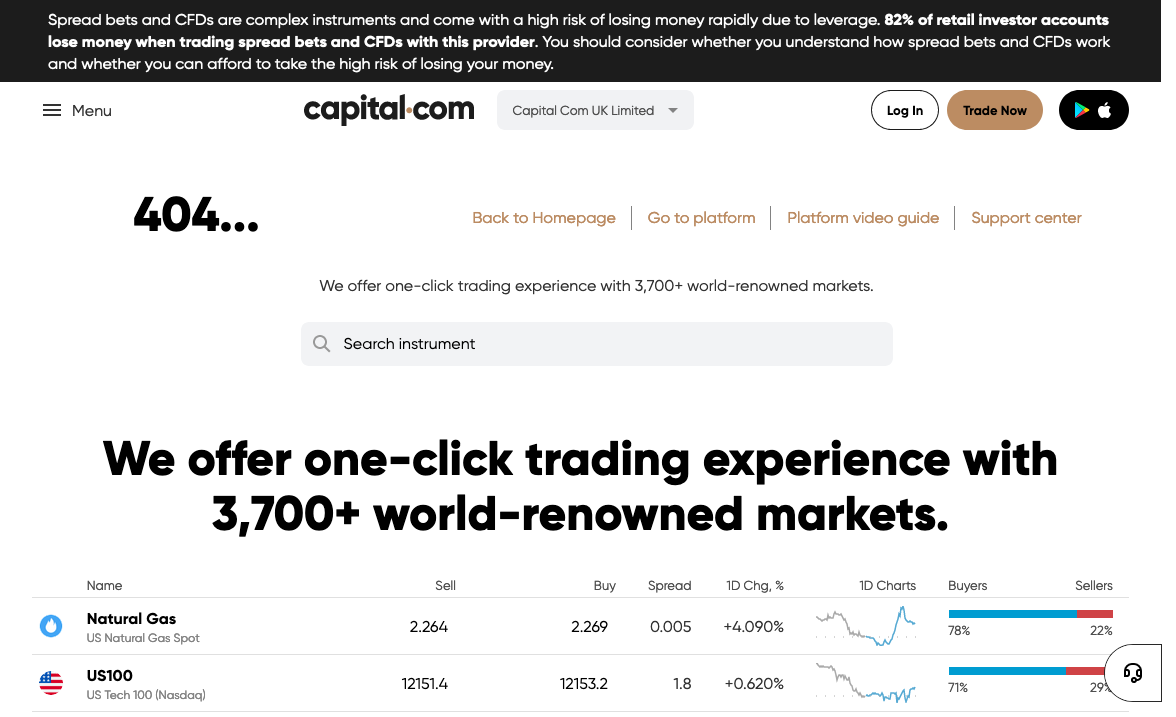 Spread bets and CFDs are complex instruments and come with a high risk of losing money rapidly due to leverage. 82% of retail investor accounts
lose money when trading spread bets and CFDs with this provider. You should consider whether you understand how spread bets and CFDs work
and whether you can afford to take the high risk of losing your money.
Menu capital.com Capital Com UK Limited Log In Trade Now
404... Back to Homepage Go to platform Platform video guide Support center
We offer one-click trading experience with 3,700+ world-renowned markets.
Search instrument
We offer one-click trading experience with
3,700+ world-renowned markets.
Name Sell Buy Spread 1D Chg, % 1D Charts Buyers Sellers
Natural Gas 2.264 2.269 0.005 +4.090%
US Natural Gas Spot 78% 22%
US100 12151.4 12153.2 1.8 +0.620%
US Tech 100 (Nasdaq) 71% 29%